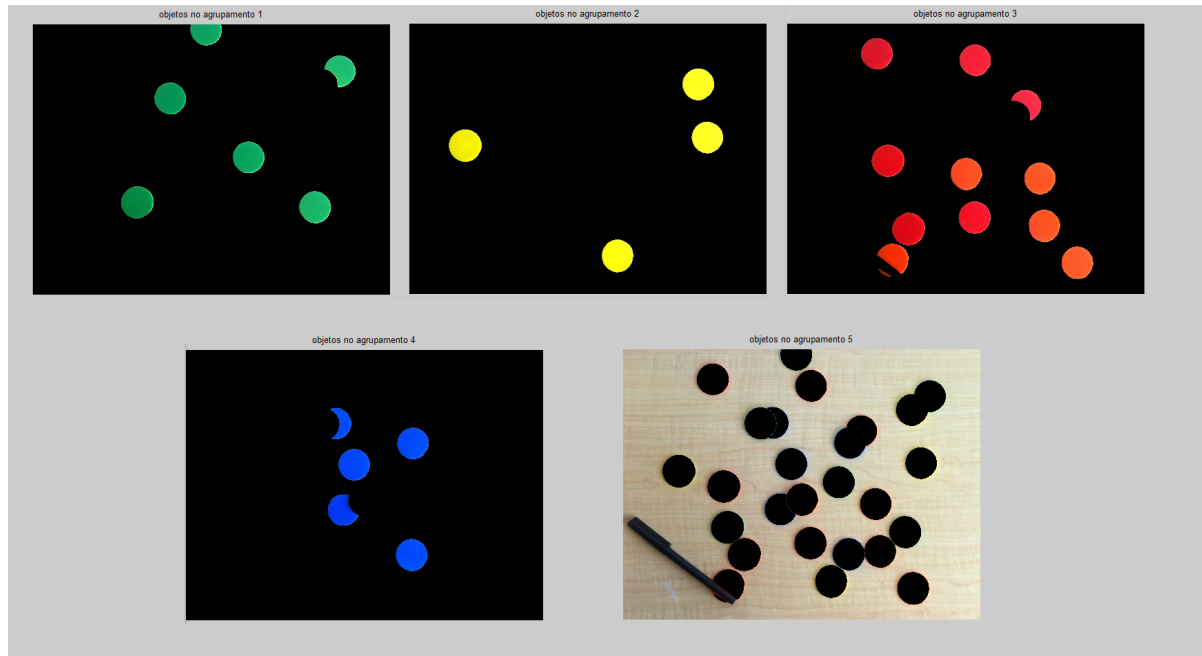 objetos no agrupamento 1
objetos no agrupamento 2
objetos no agrupamento 3
objetos no agrupamento 4
objetos no agrupamento 5